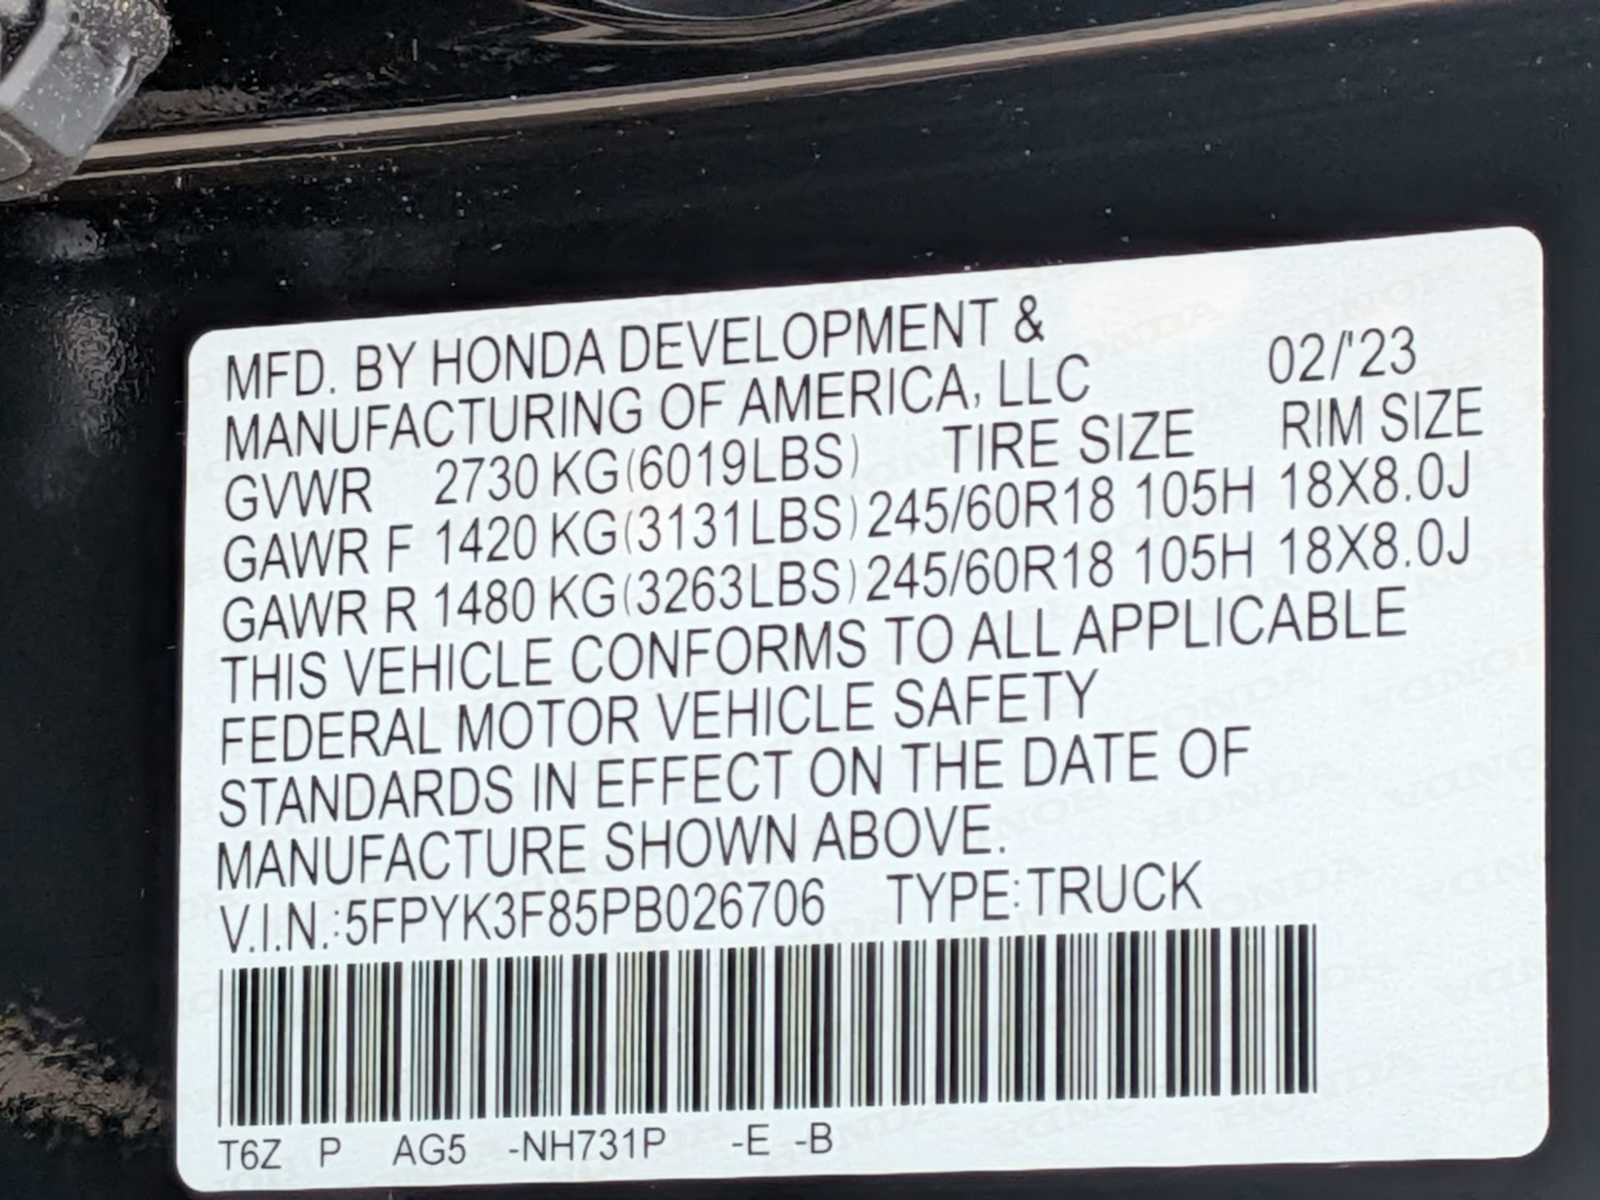 MFD. BY HONDA DEVELOPMENT &
MANUFACTURING OF AMERICA, LLC 02/'23
GVWR 2730 KG(6019LBS) TIRE SIZE RIM SIZE
GAWR F 1420 KG(3131LBS) 245/60R18 105H 18X8.0J
GAWR R 1480 KG(3263LBS) 245/60R18 105H 18X8.0J
THIS VEHICLE CONFORMS TO ALL APPLICABLE
FEDERAL MOTOR VEHICLE SAFETY
STANDARDS IN EFFECT ON THE DATE OF
MANUFACTURE SHOWN ABOVE.
V.I.N.:5FPYK3F85PB026706 TYPE:TRUCK
T6Z P AG5 -NH731P -E -B